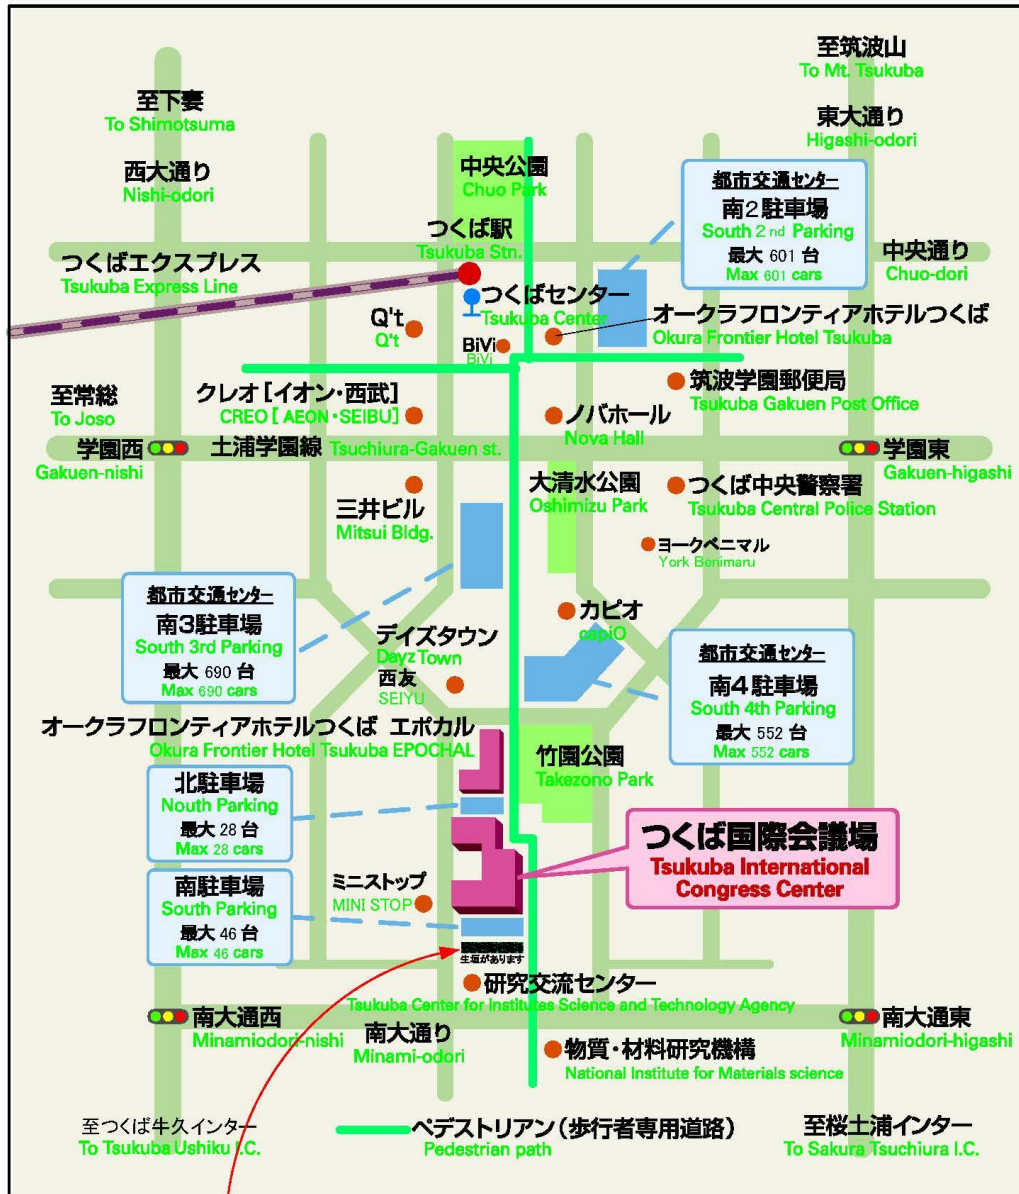 至筑波山
To Mt. Tsukuba
至下妻
To Shimotsuma
東大通り
Higashi-odori
西大通り
Nishi-odori
中央公園
Chuo Park
都市交通センター
南2駐車場
South 2nd Parking
最大 601 台
Max 601 cars
つくば駅
Tsukuba Stn.
中央通り
Chuo-dori
つくばエクスプレス
Tsukuba Express Line
つくばセンター
Tsukuba Center
Q't
Q't
オークラフロンティアホテルつくば
Okura Frontier Hotel Tsukuba
BiVi
BiVi
至常総
To Joso
クレオ［イオン・西武］
CREO [ AEON・SEIBU]
筑波学園郵便局
Tsukuba Gakuen Post Office
ノバホール
Nova Hall
学園西
Gakuen-nishi
土浦学園線 Tsuchiura-Gakuen st.
学園東
Gakuen-higashi
三井ビル
Mitsui Bldg.
大清水公園
Oshimizu Park
つくば中央警察署
Tsukuba Central Police Station
ヨークベニマル
York Benimaru
都市交通センター
南3駐車場
South 3rd Parking
最大 690 台
Max 690 cars
カピオ
capiO
デイズタウン
Dayz Town
西友
SEIYU
都市交通センター
南4駐車場
South 4th Parking
最大 552 台
Max 552 cars
オークラフロンティアホテルつくば エポカル
Okura Frontier Hotel Tsukuba EPOCHAL
竹園公園
Takezono Park
北駐車場
Nouth Parking
最大 28 台
Max 28 cars
つくば国際会議場
Tsukuba International
Congress Center
南駐車場
South Parking
最大 46 台
Max 46 cars
ミニストップ
MINI STOP
生垣があります
研究交流センター
Tsukuba Center for Institutes Science and Technology Agency
南大通西
Minamiodori-nishi
南大通り
Minami-odori
南大通東
Minamiodori-higashi
物質・材料研究機構
National Institute for Materials science
至つくば牛久インター
To Tsukuba Ushiku I.C.
ペデストリアン（歩行者専用道路）
Pedestrian path
至桜土浦インター
To Sakura Tsuchiura I.C.